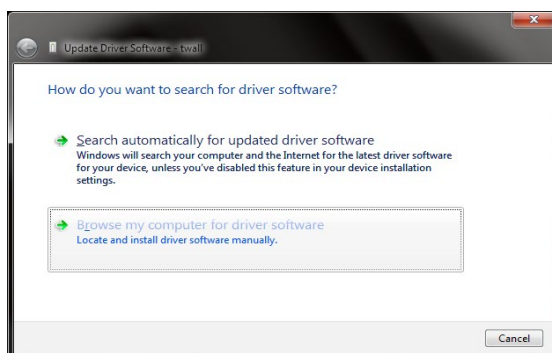 Update Driver Software - twall
How do you want to search for driver software?
Search automatically for updated driver software
Windows will search your computer and the Internet for the latest driver software
for your device, unless you've disabled this feature in your device installation
settings.
Browse my computer for driver software
Locate and install driver software manually.
Cancel